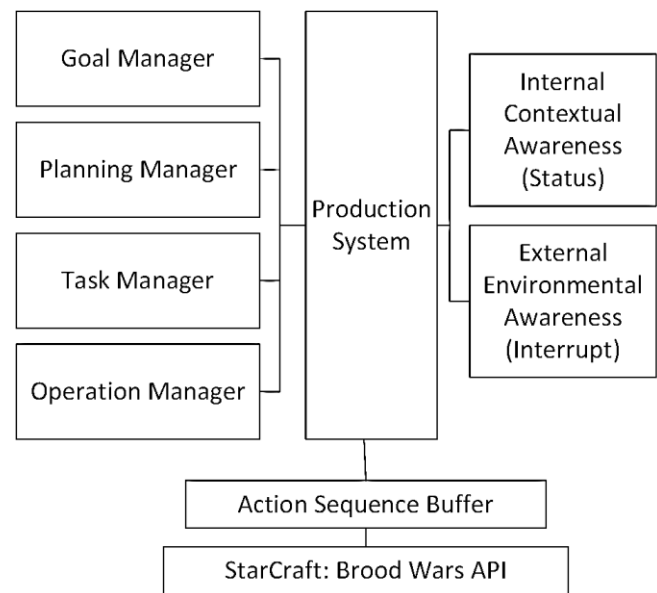 Goal Manager
Planning Manager
Task Manager
Operation Manager
Production
System
Internal
Contextual
Awareness
(Status)
External
Environmental
Awareness
(Interrupt)
Action Sequence Buffer
StarCraft: Brood Wars API